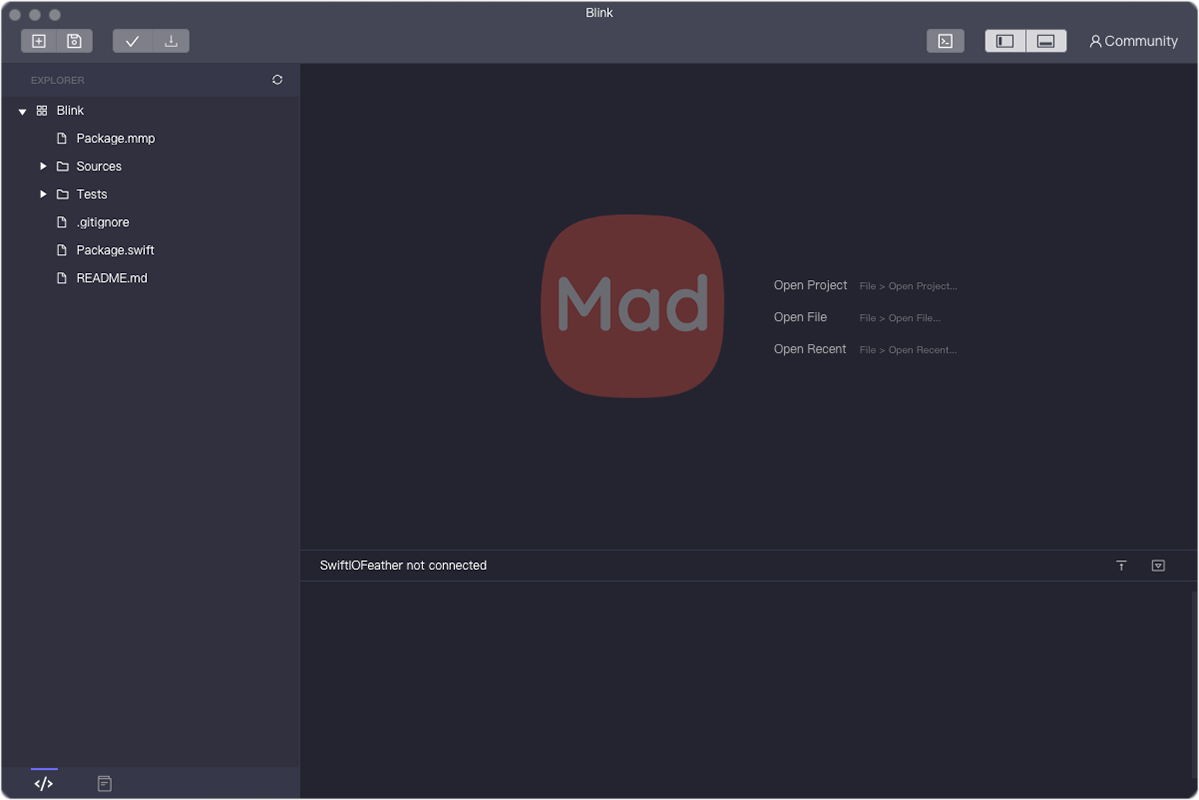 Blink
Community
EXPLORER
Blink
Package.mmp
Sources
Tests
.gitignore
Package.swift
README.md
Mad
Open Project File > Open Project...
Open File File > Open File...
Open Recent File > Open Recent...
SwiftIOFeather not connected